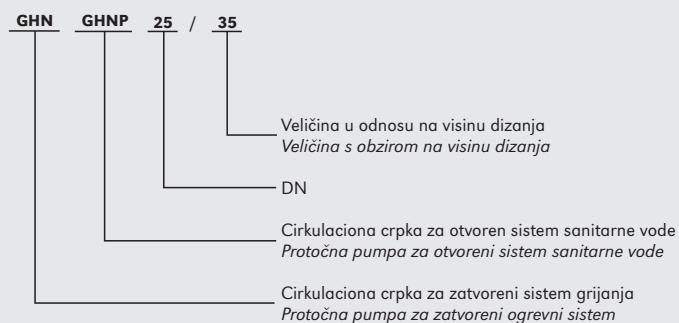 GHN GHNP 25 / 35
Veličina u odnosu na visinu dizanja
Veličina s obzirom na visinu dizanja
DN
Cirkulaciona crpka za otvoren sistem sanitarne vode
Protočna pumpa za otvoreni sistem sanitarne vode
Cirkulaciona crpka za zatvoreni sistem grijanja
Protočna pumpa za zatvoreni ogrevni sistem